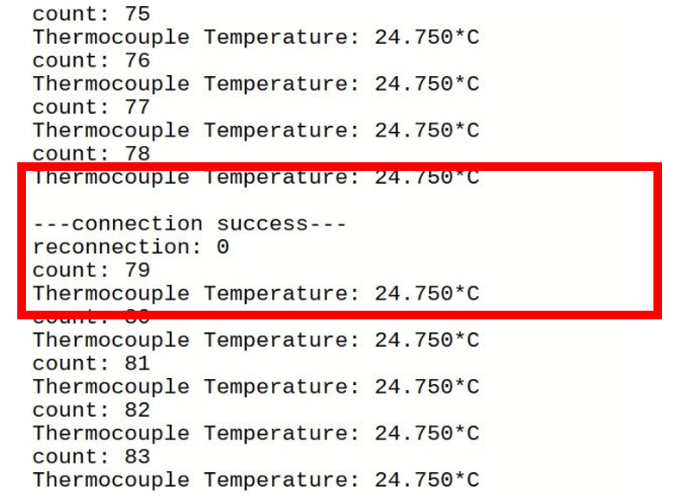 count: 75
Thermocouple Temperature: 24.750*C
count: 76
Thermocouple Temperature: 24.750*C
count: 77
Thermocouple Temperature: 24.750*C
count: 78
Thermocouple Temperature: 24.750*C
---connection success---
reconnection: 0
count: 79
Thermocouple Temperature: 24.750*C
count: 80
Thermocouple Temperature: 24.750*C
count: 81
Thermocouple Temperature: 24.750*C
count: 82
Thermocouple Temperature: 24.750*C
count: 83
Thermocouple Temperature: 24.750*C